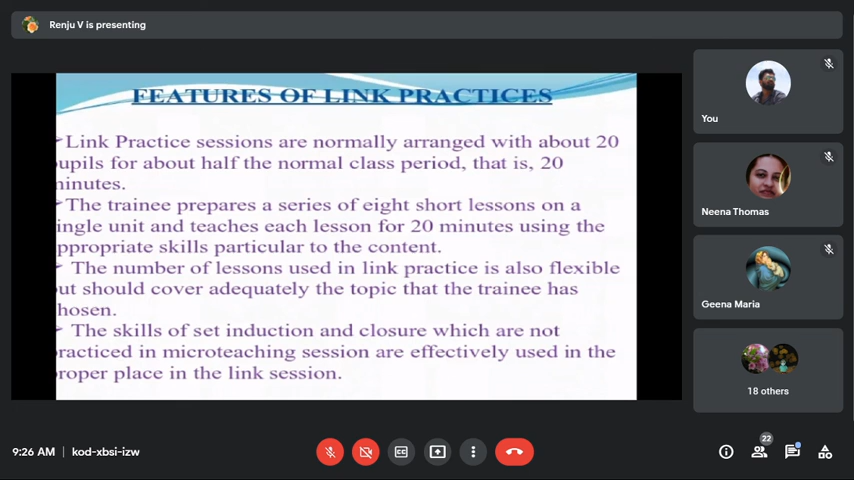 Renju V is presenting
FEATURES OF LINK PRACTICES
Link Practice sessions are normally arranged with about 20
upils for about half the normal class period, that is, 20
ninutes.
The trainee prepares a series of eight short lessons on a
ingle unit and teaches each lesson for 20 minutes using the
ppropriate skills particular to the content.
The number of lessons used in link practice is also flexible
ut should cover adequately the topic that the trainee has
hosen.
The skills of set induction and closure which are not
racticed in microteaching session are effectively used in the
roper place in the link session.
You
Neena Thomas
Geena Maria
18 others
9:26 AM | kod-xbsi-izw
CC
22